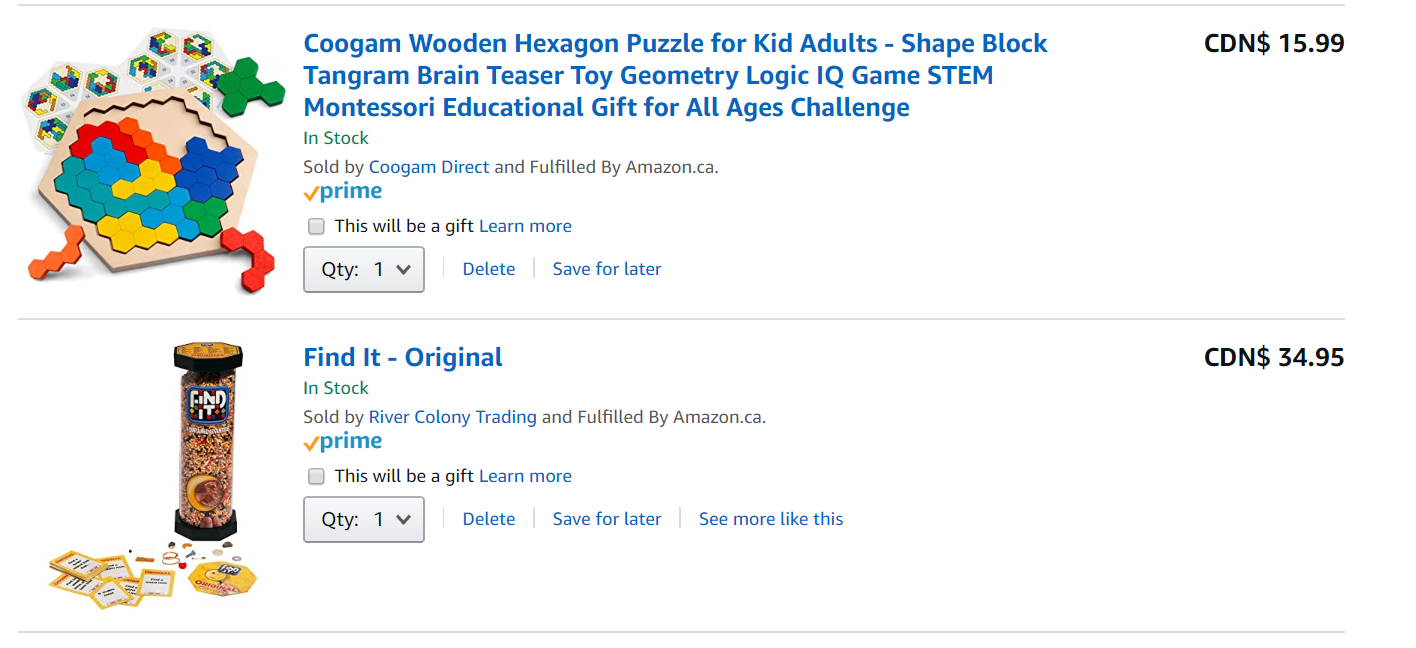 Coogam Wooden Hexagon Puzzle for Kid Adults - Shape Block
CDN$ 15.99
Tangram Brain Teaser Toy Geometry Logic IQ Game STEM
Montessori Educational Gift for All Ages Challenge
In Stock
Sold by Coogam Direct and Fulfilled By Amazon.ca.
prime
This will be a gift Learn more
Qty: 1
Delete
Save for later
Find It - Original
CDN$ 34.95
In Stock
Sold by River Colony Trading and Fulfilled By Amazon.ca.
prime
This will be a gift Learn more
Qty: 1
Delete
Save for later
See more like this
FIND
IT
ORIGINAL